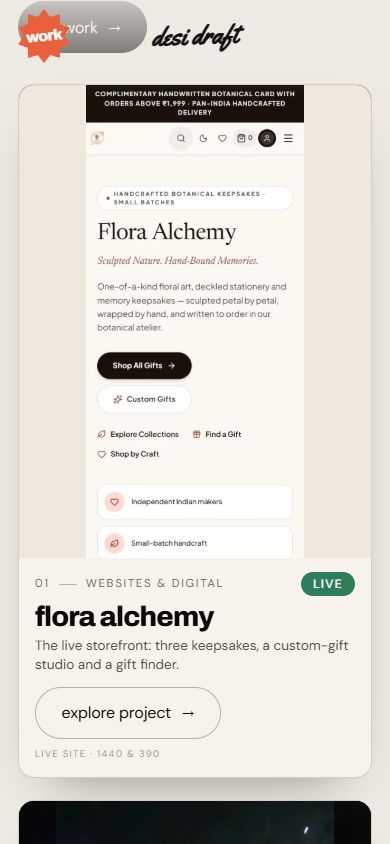 work
work →
desi draft
COMPLIMENTARY HANDWRITTEN BOTANICAL CARD WITH
ORDERS ABOVE ₹1,999 · PAN-INDIA HANDCRAFTED
DELIVERY
0
HANDCRAFTED BOTANICAL KEEPSAKES ·
SMALL BATCHES
Flora Alchemy
Sculpted Nature. Hand-Bound Memories.
One-of-a-kind floral art, deckled stationery and
memory keepsakes — sculpted petal by petal,
wrapped by hand, and written to order in our
botanical atelier.
Shop All Gifts →
Custom Gifts
Explore Collections
Find a Gift
Shop by Craft
Independent Indian makers
Small-batch handcraft
01 — WEBSITES & DIGITAL
LIVE
flora alchemy
The live storefront: three keepsakes, a custom-gift
studio and a gift finder.
explore project →
LIVE SITE · 1440 & 390